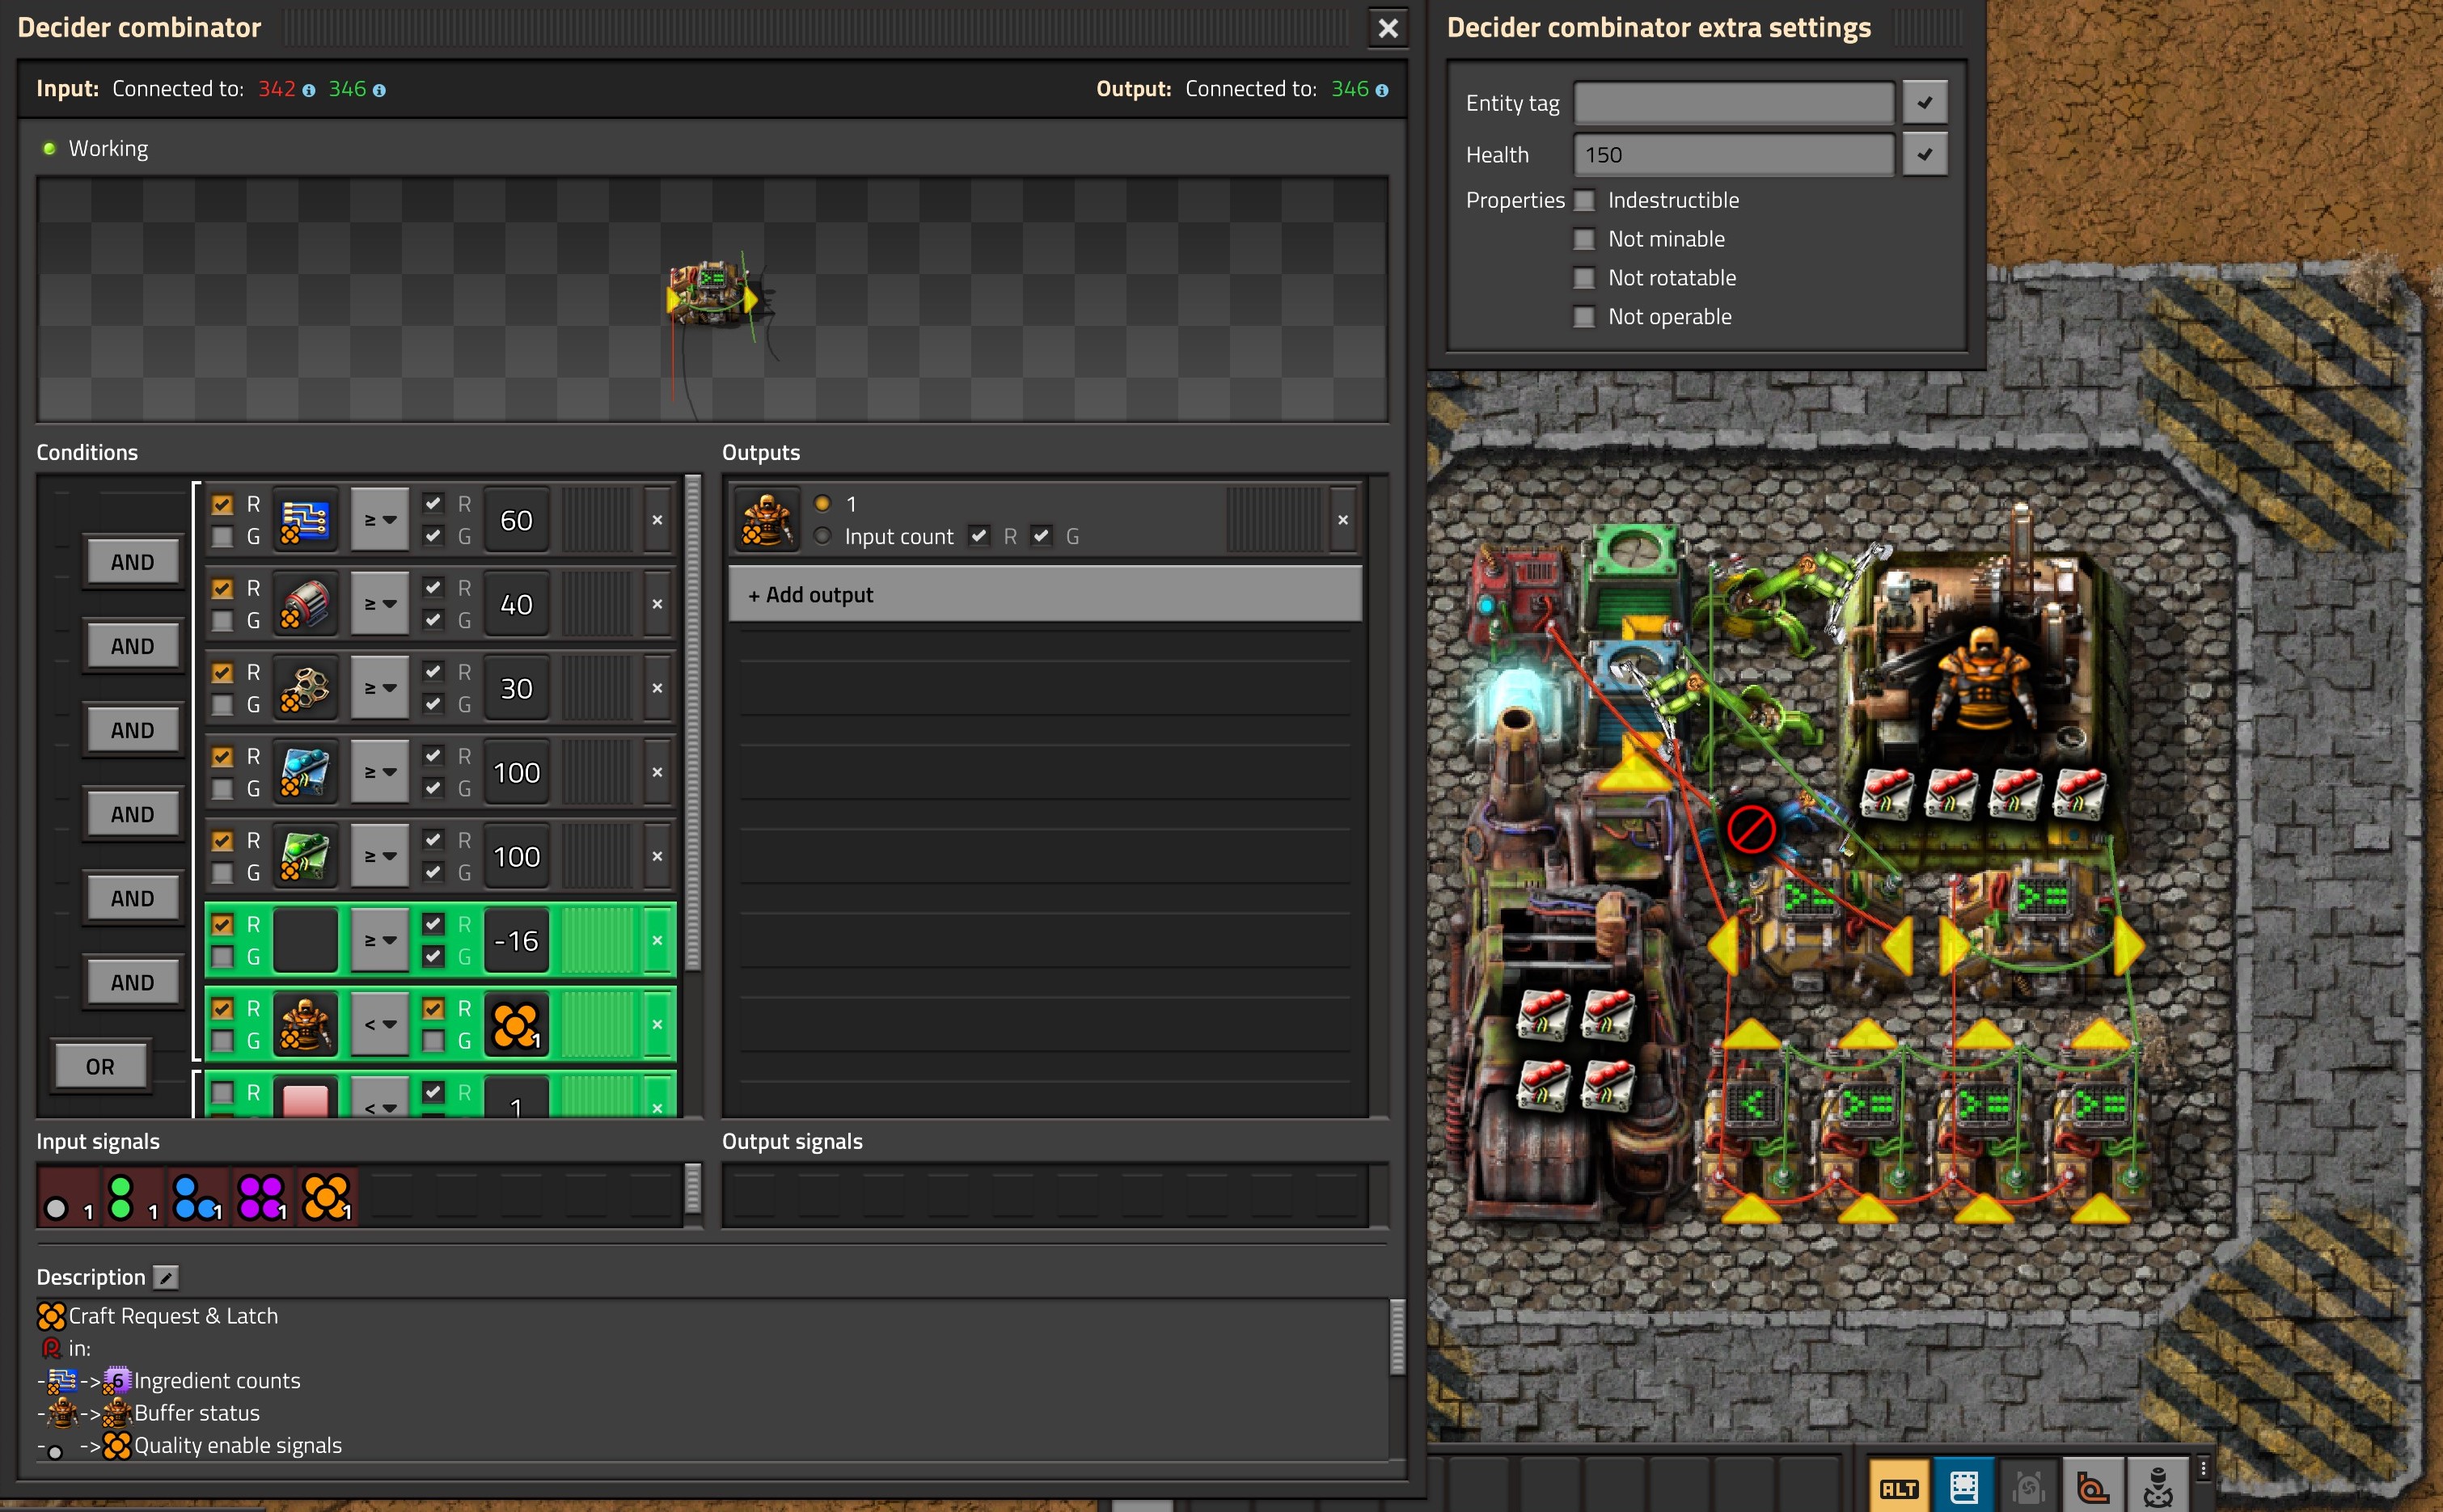 Decider combinator
Input: Connected to: 342 346
Output: Connected to: 346
Working
Conditions
Outputs
R ≥ R 60
G G
AND
R ≥ R 40
G G
AND
R ≥ R 30
G G
AND
R ≥ R 100
G G
AND
R ≥ R 100
G G
AND
R ≥ R -16
G G
AND
R < R 1
G G
OR
R < R 1
1
Input count R G
+ Add output
Input signals
1 1 1 1 1
Output signals
Description
Craft Request & Latch
R in:
- -> 6 Ingredient counts
- -> Buffer status
- -> Quality enable signals
Decider combinator extra settings
Entity tag
Health 150
Properties Indestructible
Not minable
Not rotatable
Not operable
>= >=
< >= >= >=
ALT